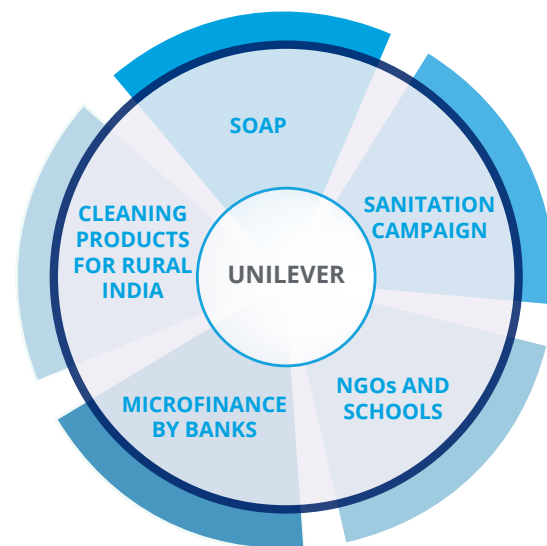 SOAP
SANITATION
CAMPAIGN
CLEANING
PRODUCTS
FOR RURAL
INDIA
UNILEVER
NGOs AND
SCHOOLS
MICROFINANCE
BY BANKS